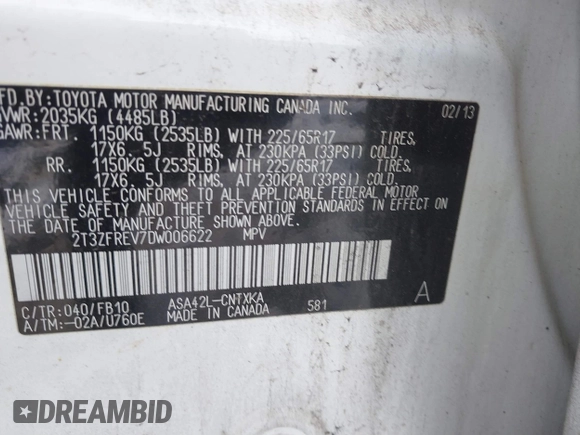 MFD.BY:TOYOTA MOTOR MANUFACTURING CANADA INC. 02/13
GVWR:2035KG (4485LB)
GAWR:FRT. 1150KG (2535LB) WITH 225/65R17 TIRES,
17X6. 5J RIMS, AT 230KPA (33PSI) COLD.
RR. 1150KG (2535LB) WITH 225/65R17 TIRES,
17X6. 5J RIMS, AT 230KPA (33PSI) COLD.
THIS VEHICLE CONFORMS TO ALL APPLICABLE FEDERAL MOTOR
VEHICLE SAFETY AND THEFT PREVENTION STANDARDS IN EFFECT ON
THE DATE OF MANUFACTURE SHOWN ABOVE.
2T3ZFREV7DW006622 MPV
C/TR:040/FB10 ASA42L-CNTXKA 581 A
A/TM:-02A/U760E MADE IN CANADA
DREAMBID